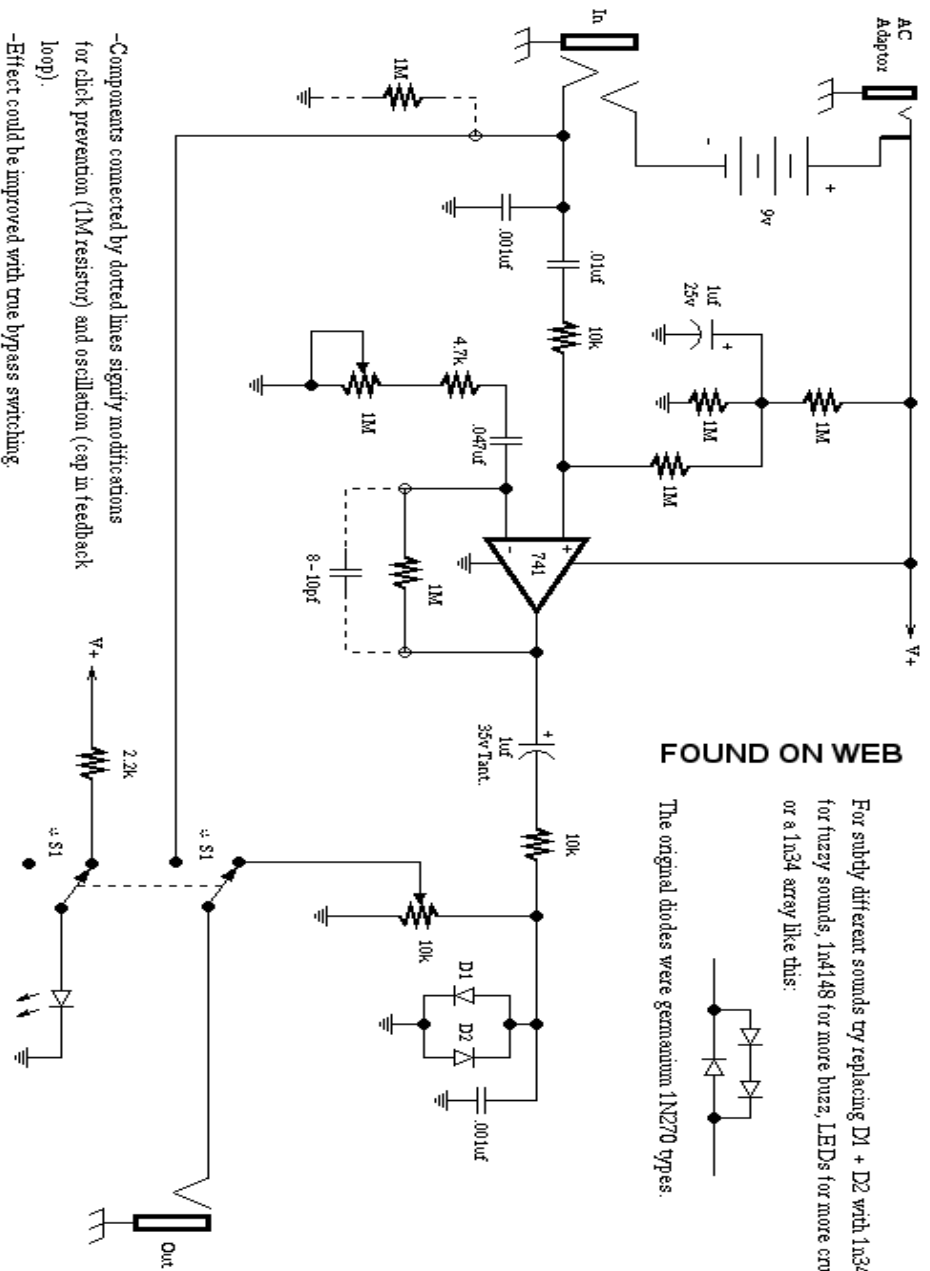 AC
Adaptor
V+
FOUND ON WEB
For subtly different sounds try replacing D1 + D2 with 1n34
for fuzzy sounds, 1n4148 for more buzz, LEDs for more cru
or a 1n34 array like this:
The original diodes were germanium 1N270 types.
-
+
9v
1uf
25v
+
1M
1M
1M
In
.01uf
10k
.001uf
1M
4.7k
1M
.047uf
+
-
741
1M
8-10pf
+
1uf
35v Tant.
10k
10k
D1
D2
.001uf
S1
Out
V+
2.2k
S1
-Components connected by dotted lines signify modifications
for click prevention (1M resistor) and oscillation (cap in feedback
loop).
-Effect could be improved with true bypass switching.